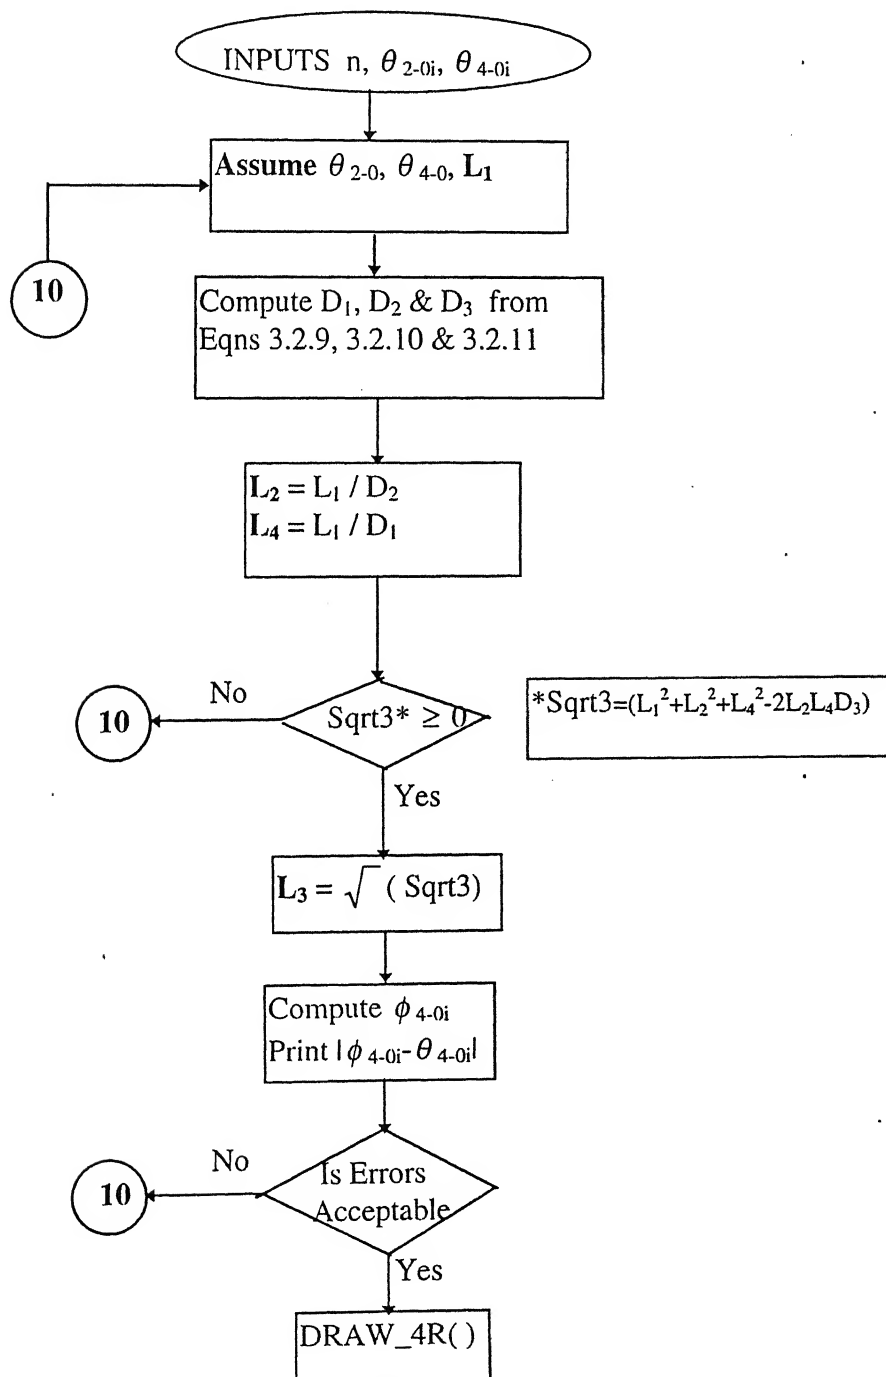 INPUTS n, θ₂₋₀ᵢ, θ₄₋₀ᵢ
Assume θ₂₋₀, θ₄₋₀, L₁
10
Compute D₁, D₂ & D₃ from
Eqns 3.2.9, 3.2.10 & 3.2.11
L₂ = L₁ / D₂
L₄ = L₁ / D₁
No
10
Sqrt3* ≥ 0
*Sqrt3=(L₁²+L₂²+L₄²-2L₂L₄D₃)
Yes
L₃ = √ ( Sqrt3)
Compute ϕ₄₋₀ᵢ
Print |ϕ₄₋₀ᵢ-θ₄₋₀ᵢ|
No
10
Is Errors
Acceptable
Yes
DRAW_4R( )